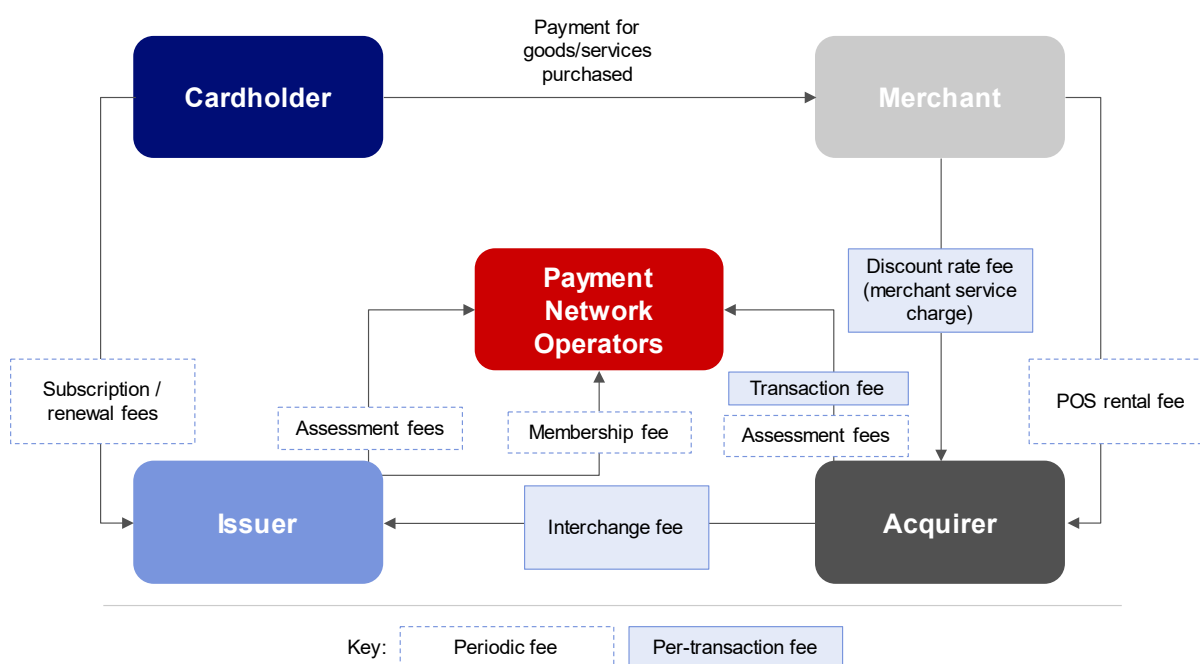 Payment for
goods/services
purchased
Cardholder
Merchant
Payment
Network
Operators
Discount rate fee
(merchant service
charge)
Subscription /
renewal fees
Assessment fees
Membership fee
Transaction fee
Assessment fees
POS rental fee
Issuer
Interchange fee
Acquirer
Key:
Periodic fee
Per-transaction fee